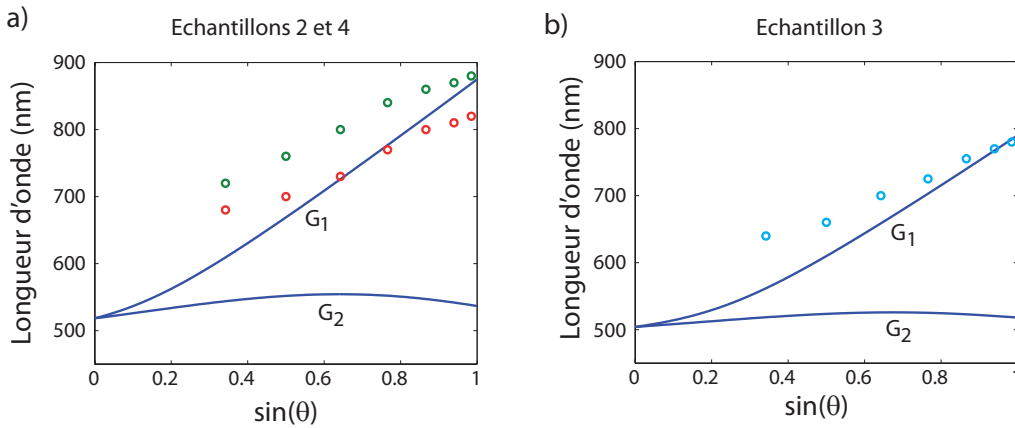 a)
Echantillons 2 et 4
Longueur d'onde (nm)
900
800
700
600
500
G1
G2
0
0.2
0.4
0.6
0.8
1
sin(θ)
b)
Echantillon 3
Longueur d'onde (nm)
900
800
700
600
500
G1
G2
0
0.2
0.4
0.6
0.8
1
sin(θ)